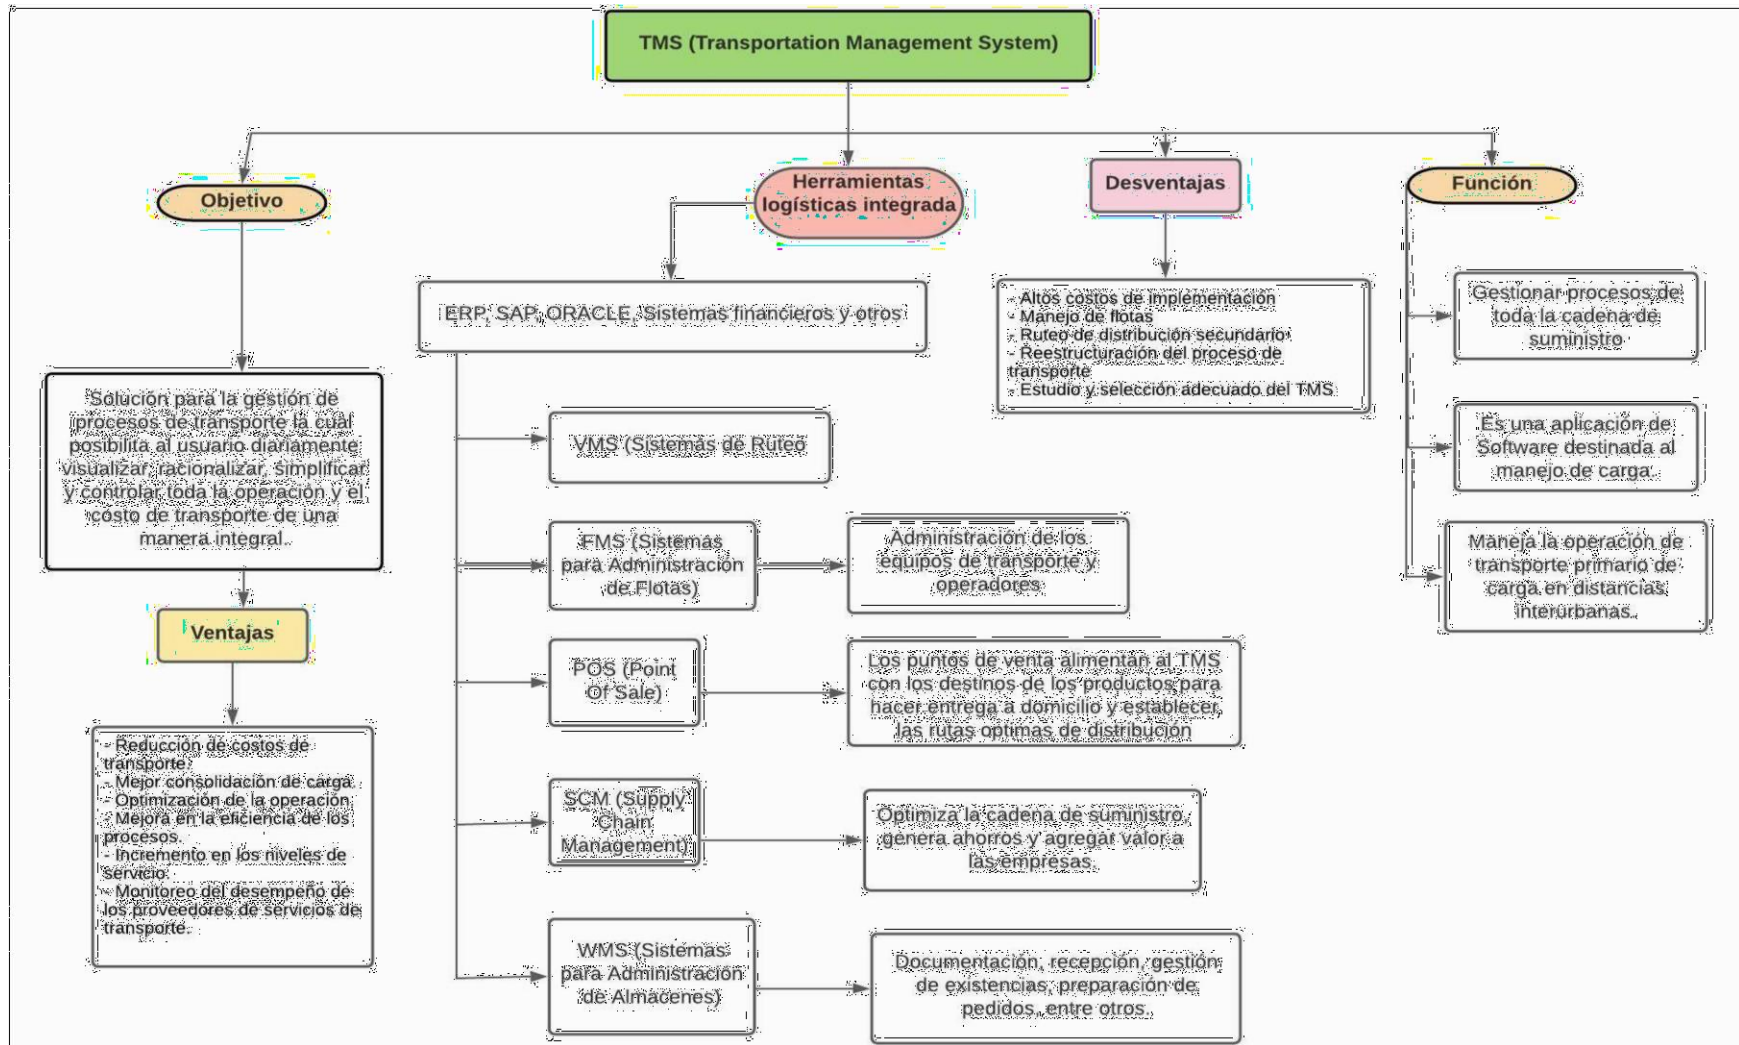 TMS (Transportation Management System)
Objetivo
Herramientas
logísticas integrada
Desventajas
Función
Solución para la gestión de
procesos de transporte la cual
posibilita al usuario diariamente
visualizar, racionalizar, simplificar
y controlar toda la operación y el
costo de transporte de una
manera integral.
Ventajas
- Reducción de costos de
transporte.
- Mejor consolidación de carga
- Optimización de la operación
- Mejora en la eficiencia de los
procesos.
- Incremento en los niveles de
servicio.
- Monitoreo del desempeño de
los proveedores de servicios de
transporte.
ERP, SAP, ORACLE, Sistemas financieros y otros
VMS (Sistemas de Ruteo
FMS (Sistemas
para Administración
de Flotas)
Administración de los
equipos de transporte y
operadores
POS (Point
Of Sale)
Los puntos de venta alimentan al TMS
con los destinos de los productos para
hacer entrega a domicilio y establecer
las rutas optimas de distribución
SCM (Supply
Chain
Management)
Optimiza la cadena de suministro,
genera ahorros y agregar valor a
las empresas.
WMS (Sistemas
para Administración
de Almacenes)
Documentación, recepción, gestión
de existencias, preparación de
pedidos, entre otros.
- Altos costos de implementación
- Manejo de flotas
- Ruteo de distribución secundario
- Reestructuración del proceso de
transporte
- Estudio y selección adecuado del TMS
Gestionar procesos de
toda la cadena de
suministro
Es una aplicación de
Software destinada al
manejo de carga.
Maneja la operación de
transporte primario de
carga en distancias
interurbanas.